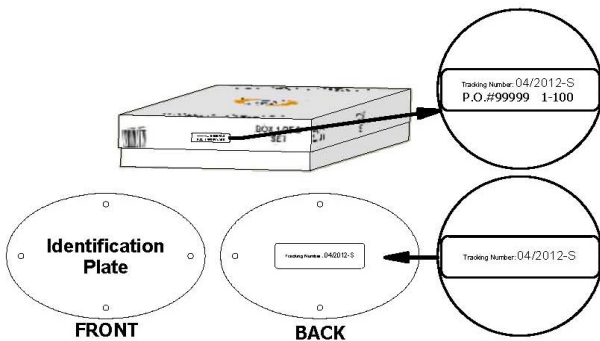 Tracking Number: 04/2012-S
P.O.#99999 1-100
BOX 1 OF
SET
Identification
Plate
Tracking Number: 04/2012-S
Tracking Number: 04/2012-S
FRONT
BACK